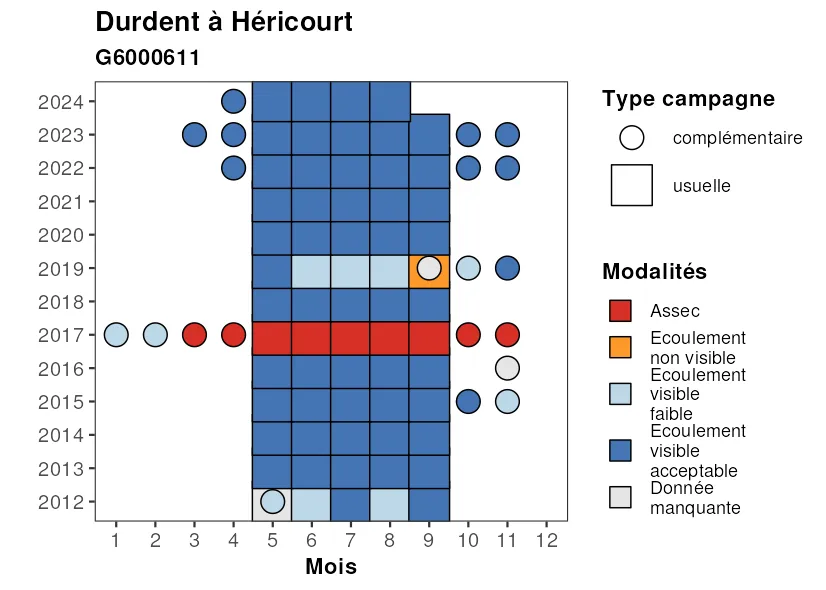 Durdent à Héricourt
G6000611
2024
2023
2022
2021
2020
2019
2018
2017
2016
2015
2014
2013
2012
1 2 3 4 5 6 7 8 9 10 11 12
Mois
Type campagne
complémentaire
usuelle
Modalités
Assec
Ecoulement
non visible
Ecoulement
visible
faible
Ecoulement
visible
acceptable
Donnée
manquante